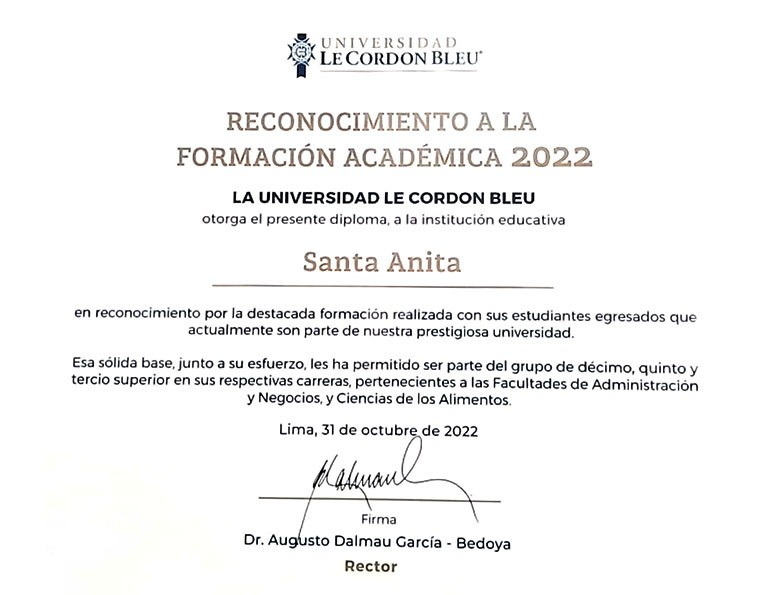 UNIVERSIDAD
LE CORDON BLEU®
RECONOCIMIENTO A LA
FORMACIÓN ACADÉMICA 2022
LA UNIVERSIDAD LE CORDON BLEU
otorga el presente diploma, a la institución educativa
Santa Anita
en reconocimiento por la destacada formación realizada con sus estudiantes egresados que
actualmente son parte de nuestra prestigiosa universidad.
Esa sólida base, junto a su esfuerzo, les ha permitido ser parte del grupo de décimo, quinto y
tercio superior en sus respectivas carreras, pertenecientes a las Facultades de Administración
y Negocios, y Ciencias de los Alimentos.
Lima, 31 de octubre de 2022
Firma
Dr. Augusto Dalmau García - Bedoya
Rector